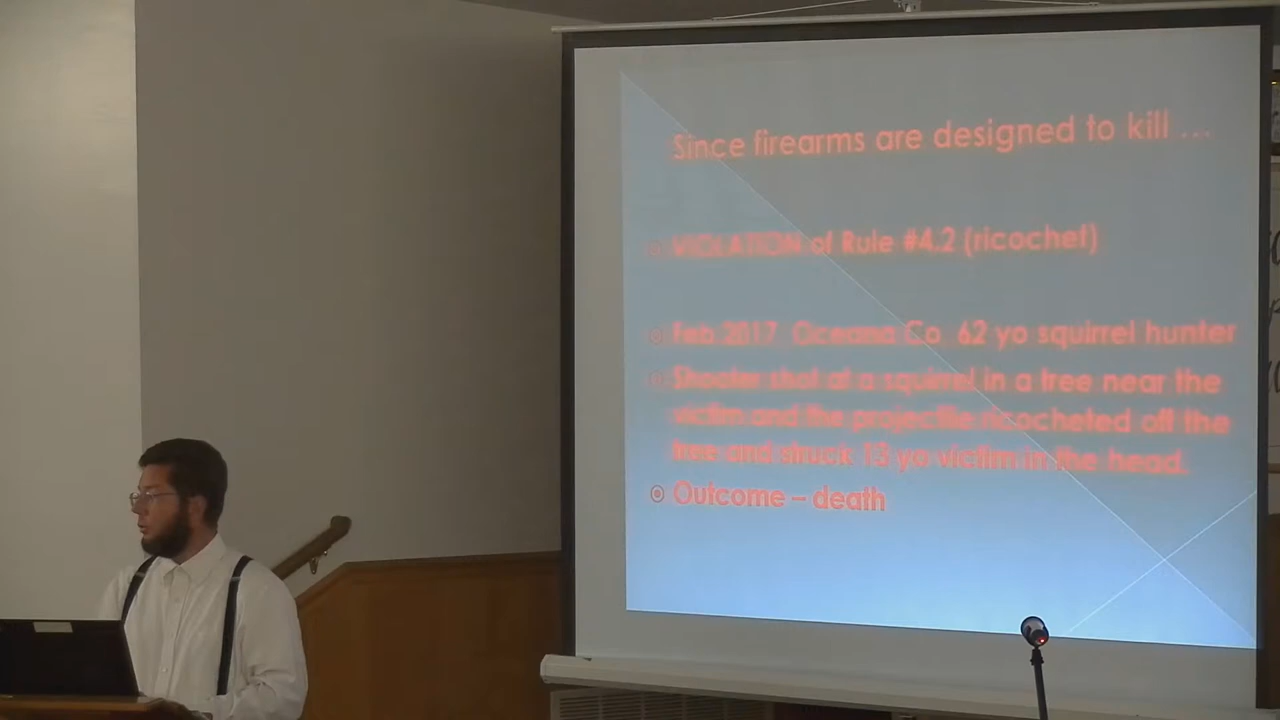 Since firearms are designed to kill ...
VIOLATION of Rule #4.2 (ricochet)
Feb 2017 Oceana Co. 62 yo squirrel hunter
Shooter shot at a squirrel in a tree near the
victim and the projectile ricocheted off the
tree and struck 13 yo victim in the head.
Outcome – death